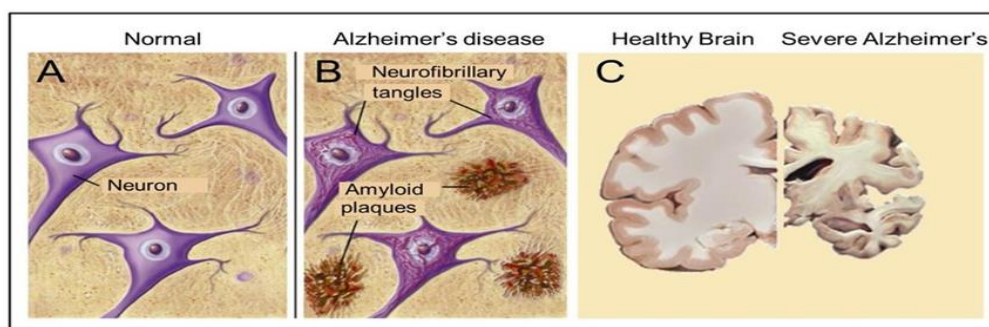 Normal
Alzheimer's disease
Healthy Brain
Severe Alzheimer's
A
Neuron
B
Neurofibrillary
tangles
Amyloid
plaques
C